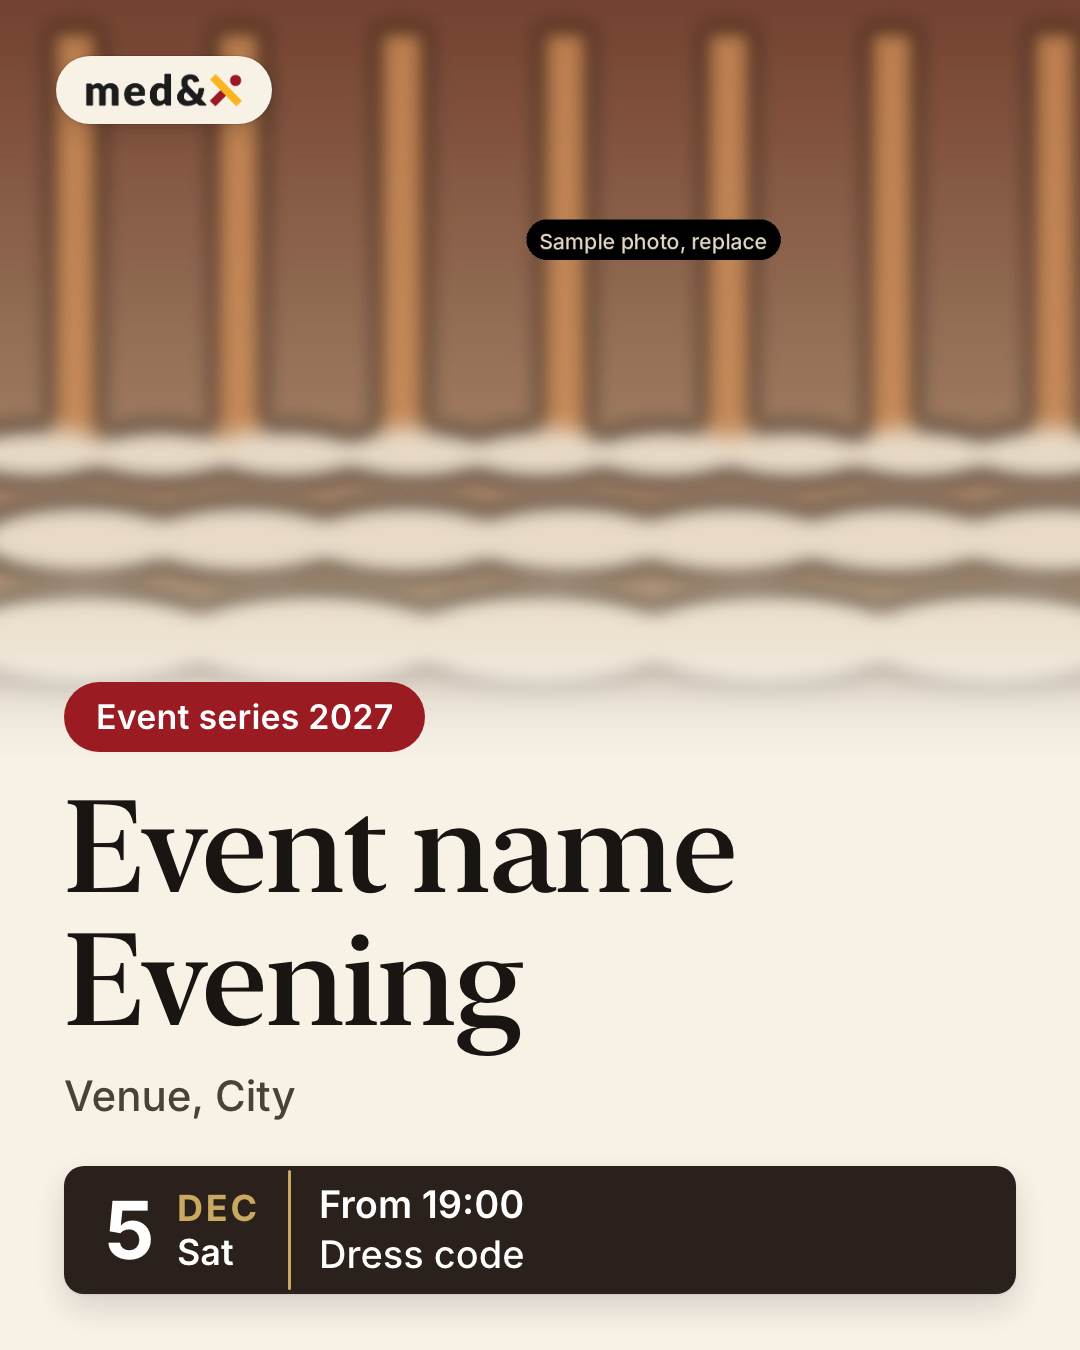 med&
Sample photo, replace
Event series 2027
Event name
Evening
Venue, City
5
DEC
Sat
From 19:00
Dress code